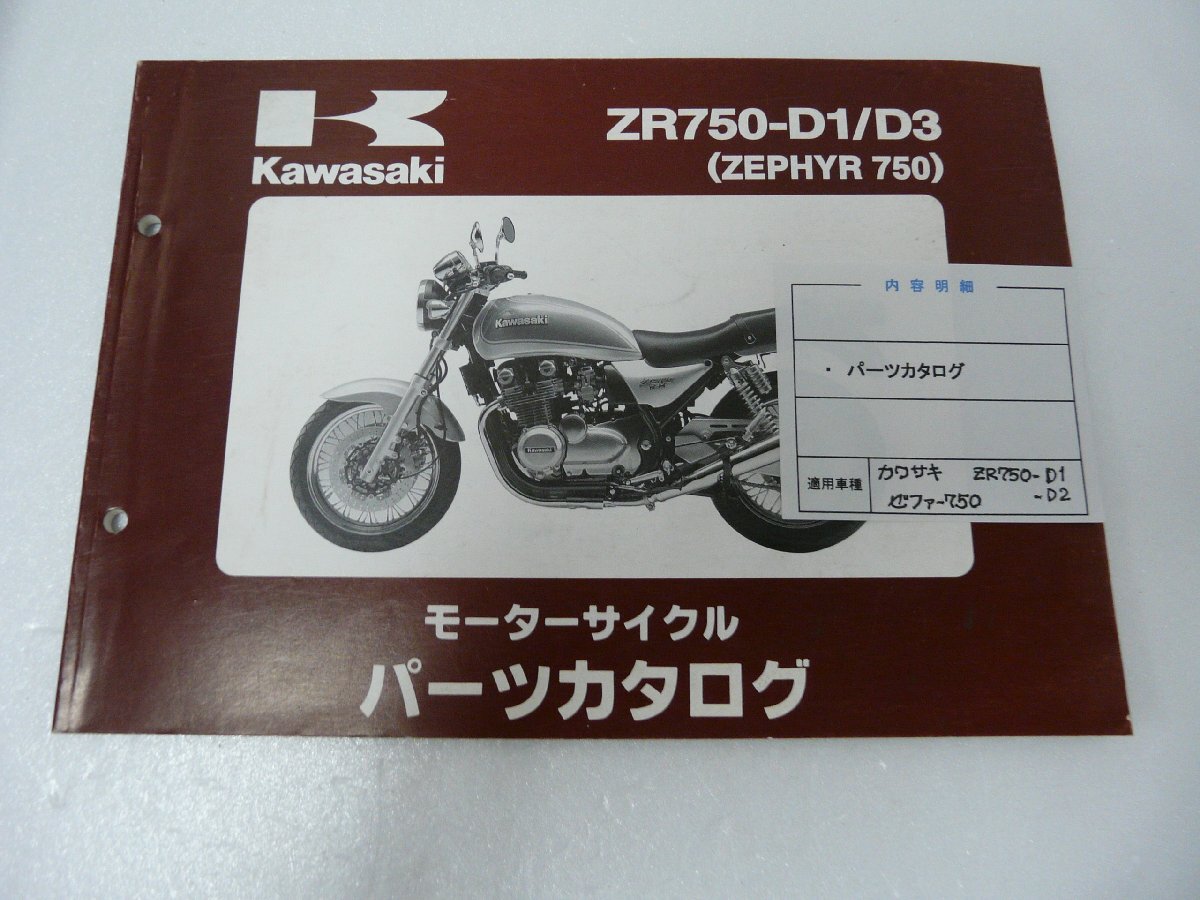 Kawasaki
ZR750-D1/D3
(ZEPHYR 750)
Kawasaki
Kawasaki
内容明細
・ パーツカタログ
適用車種
カワサキ ZR750-D1
ゼファー750 -D2
モーターサイクル
パーツカタログ